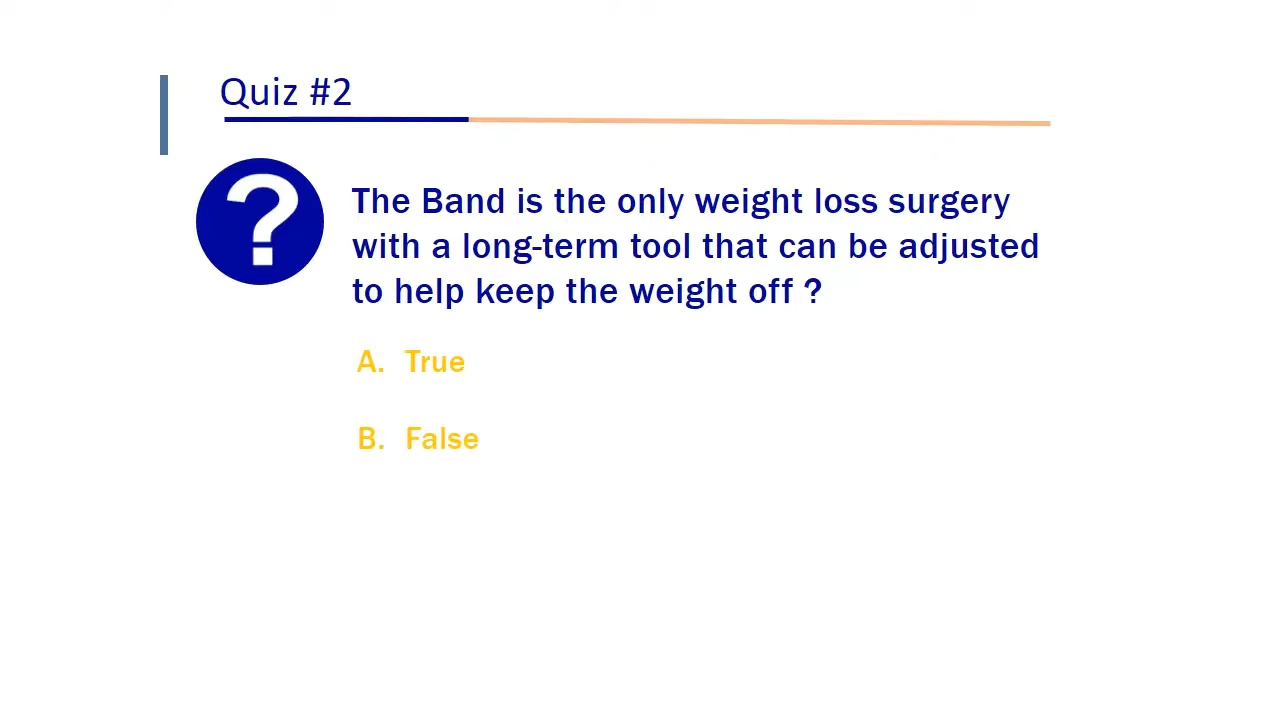 Quiz #2
?
The Band is the only weight loss surgery
with a long-term tool that can be adjusted
to help keep the weight off ?
A. True
B. False